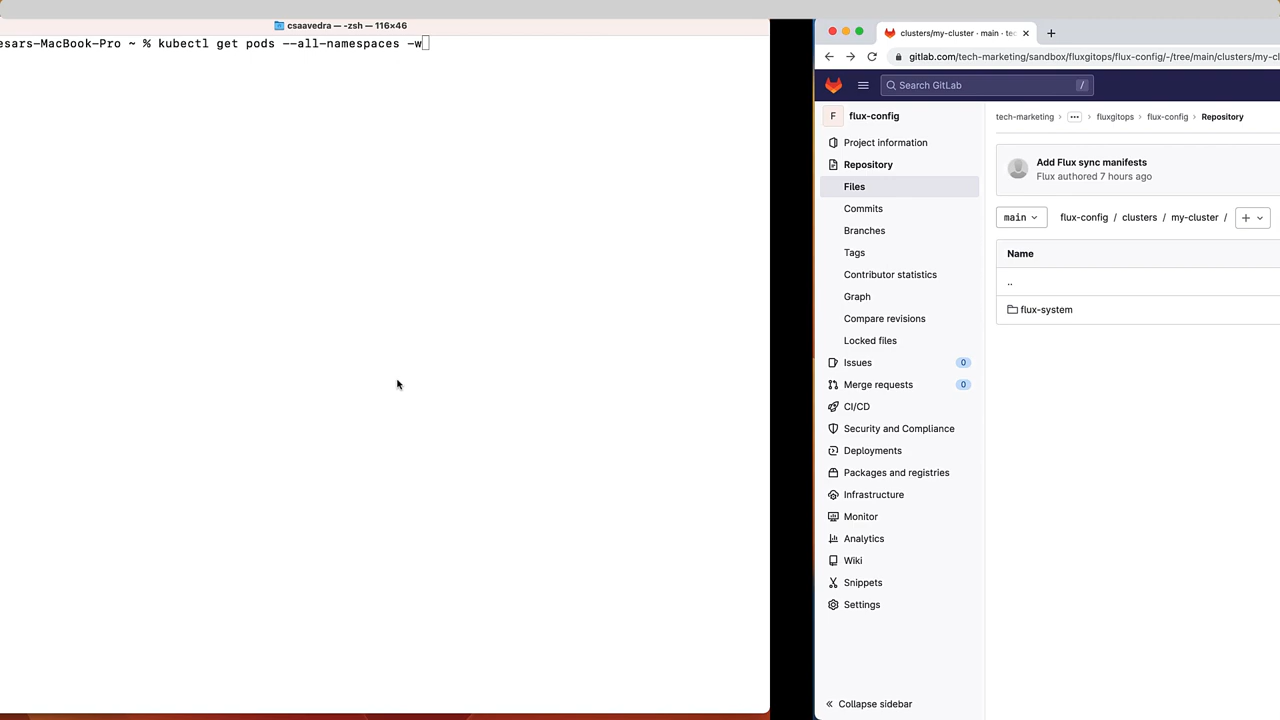 csaavedra — -zsh — 116×46
esars-MacBook-Pro ~ % kubectl get pods --all-namespaces -w
clusters/my-cluster · main · tec
gitlab.com/tech-marketing/sandbox/fluxgitops/flux-config/-/tree/main/clusters/my-cl
Search GitLab /
F flux-config
Project information
Repository
Files
Commits
Branches
Tags
Contributor statistics
Graph
Compare revisions
Locked files
Issues 0
Merge requests 0
CI/CD
Security and Compliance
Deployments
Packages and registries
Infrastructure
Monitor
Analytics
Wiki
Snippets
Settings
Collapse sidebar
tech-marketing › ••• › fluxgitops › flux-config › Repository
Add Flux sync manifests
Flux authored 7 hours ago
main flux-config / clusters / my-cluster / +
Name
..
flux-system